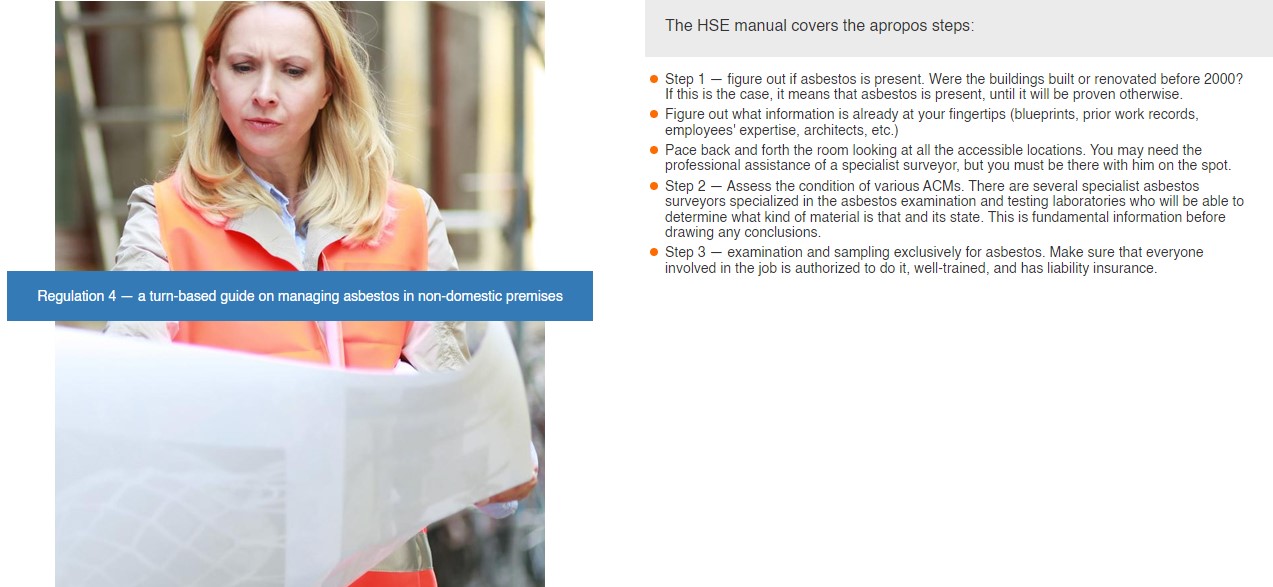 Regulation 4 — a turn-based guide on managing asbestos in non-domestic premises
The HSE manual covers the apropos steps:
Step 1 — figure out if asbestos is present. Were the buildings built or renovated before 2000?
If this is the case, it means that asbestos is present, until it will be proven otherwise.
Figure out what information is already at your fingertips (blueprints, prior work records,
employees' expertise, architects, etc.)
Pace back and forth the room looking at all the accessible locations. You may need the
professional assistance of a specialist surveyor, but you must be there with him on the spot.
Step 2 — Assess the condition of various ACMs. There are several specialist asbestos
surveyors specialized in the asbestos examination and testing laboratories who will be able to
determine what kind of material is that and its state. This is fundamental information before
drawing any conclusions.
Step 3 — examination and sampling exclusively for asbestos. Make sure that everyone
involved in the job is authorized to do it, well-trained, and has liability insurance.